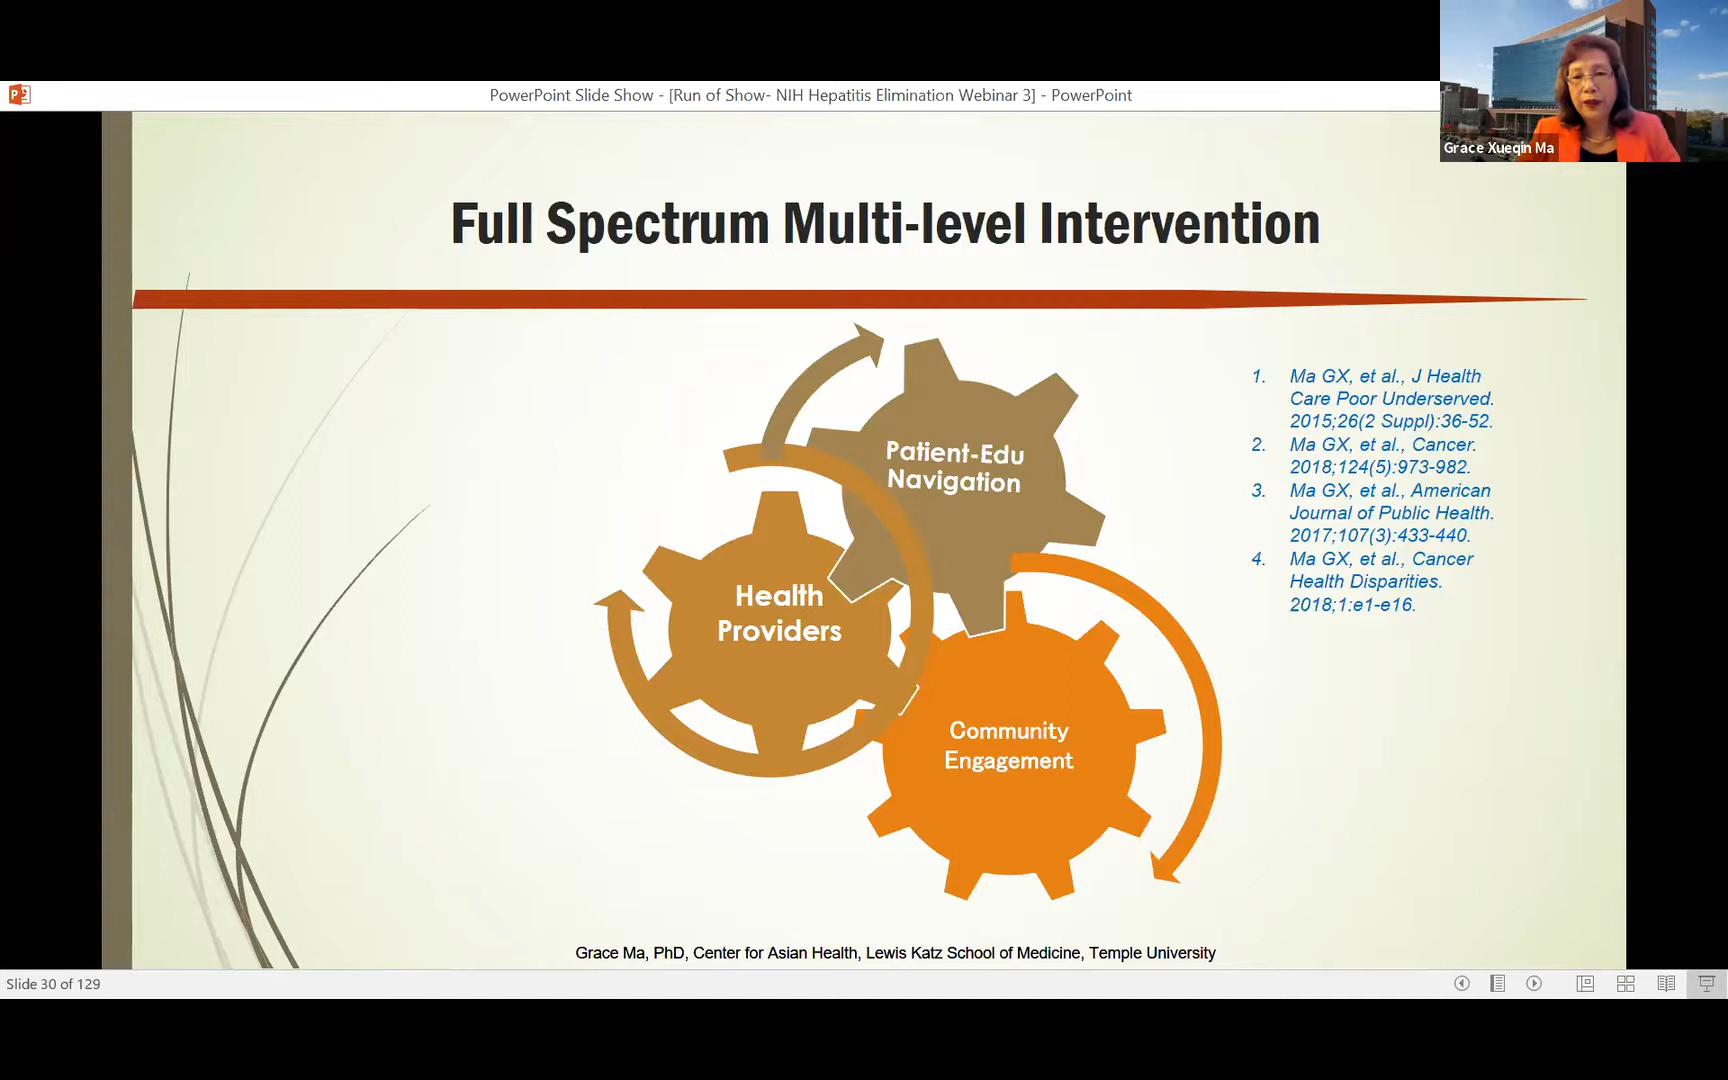 PowerPoint Slide Show - [Run of Show- NIH Hepatitis Elimination Webinar 3] - PowerPoint
Grace Xueqin Ma
Full Spectrum Multi-level Intervention
Patient-Edu
Navigation
Health
Providers
Community
Engagement
1. Ma GX, et al., J Health
Care Poor Underserved.
2015;26(2 Suppl):36-52.
2. Ma GX, et al., Cancer.
2018;124(5):973-982.
3. Ma GX, et al., American
Journal of Public Health.
2017;107(3):433-440.
4. Ma GX, et al., Cancer
Health Disparities.
2018;1:e1-e16.
Grace Ma, PhD, Center for Asian Health, Lewis Katz School of Medicine, Temple University
Slide 30 of 129